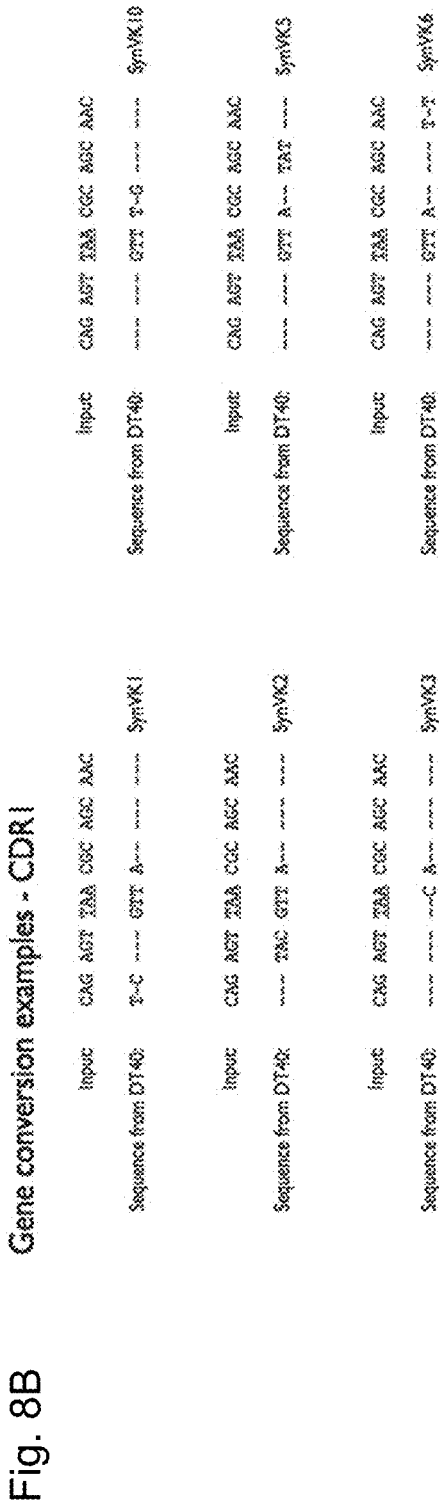 Fig. 8B
Gene conversion examples - CDR1
Input: CAG AGT TAA CGC AGC AAC
Sequence from DT40: T-C --- GTT A-- --- --- SynVK1
Input: CAG AGT TAA CGC AGC AAC
Sequence from DT40: --- TAC GTT A-- --- --- SynVK2
Input: CAG AGT TAA CGC AGC AAC
Sequence from DT40: --- --- --C A-- --- --- SynVK3
Input: CAG AGT TAA CGC AGC AAC
Sequence from DT40: --- --- GTT T-G --- --- SynVK10
Input: CAG AGT TAA CGC AGC AAC
Sequence from DT40: --- --- GTT A-- TAT --- SynVK5
Input: CAG AGT TAA CGC AGC AAC
Sequence from DT40: --- --- GTT A-- --- T-T SynVK6